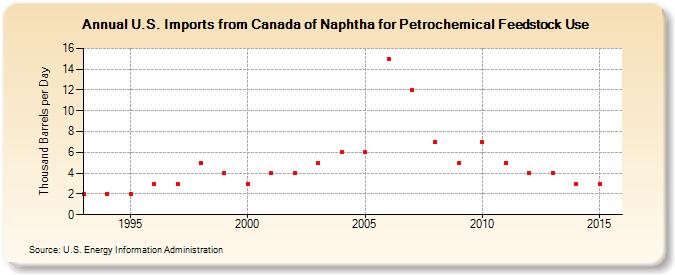 Annual U.S. Imports from Canada of Naphtha for Petrochemical Feedstock Use
Thousand Barrels per Day
16
14
12
10
8
6
4
2
0
1995 2000 2005 2010 2015
Source: U.S. Energy Information Administration